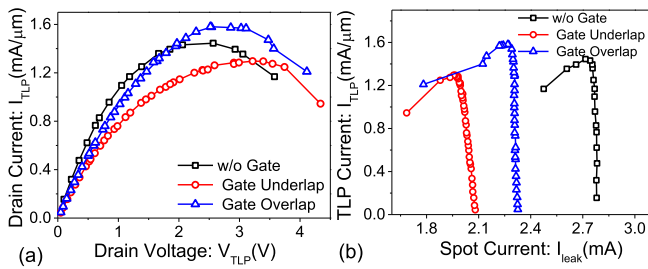 Drain Current: I_TLP (mA/μm)
1.6
1.2
0.8
0.4
0.0
w/o Gate
Gate Underlap
Gate Overlap
0 1 2 3 4
Drain Voltage: V_TLP (V)
(a)
TLP Current: I_TLP (mA/μm)
1.6
1.2
0.8
0.4
0.0
w/o Gate
Gate Underlap
Gate Overlap
1.8 2.1 2.4 2.7 3.0
Spot Current: I_leak (mA)
(b)